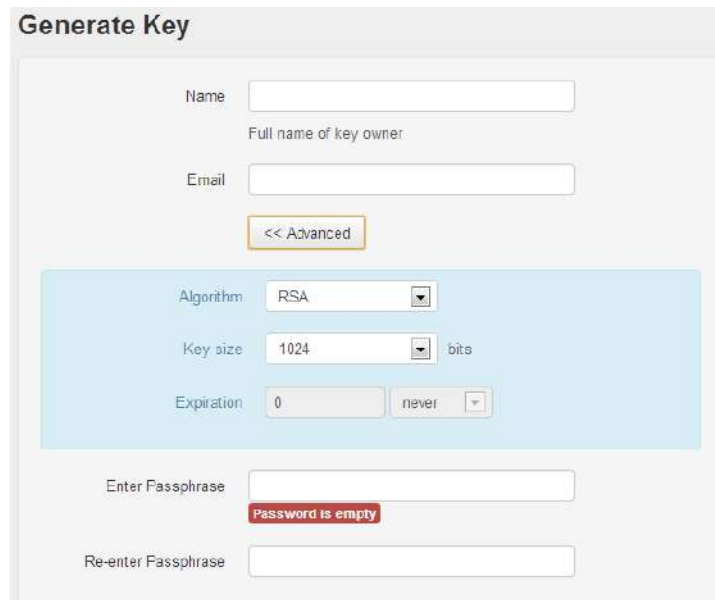 Generate Key
Name
Full name of key owner
Email
<< Advanced
Algorithm RSA
Key size 1024 bits
Expiration 0 never
Enter Passphrase
Password is empty
Re-enter Passphrase